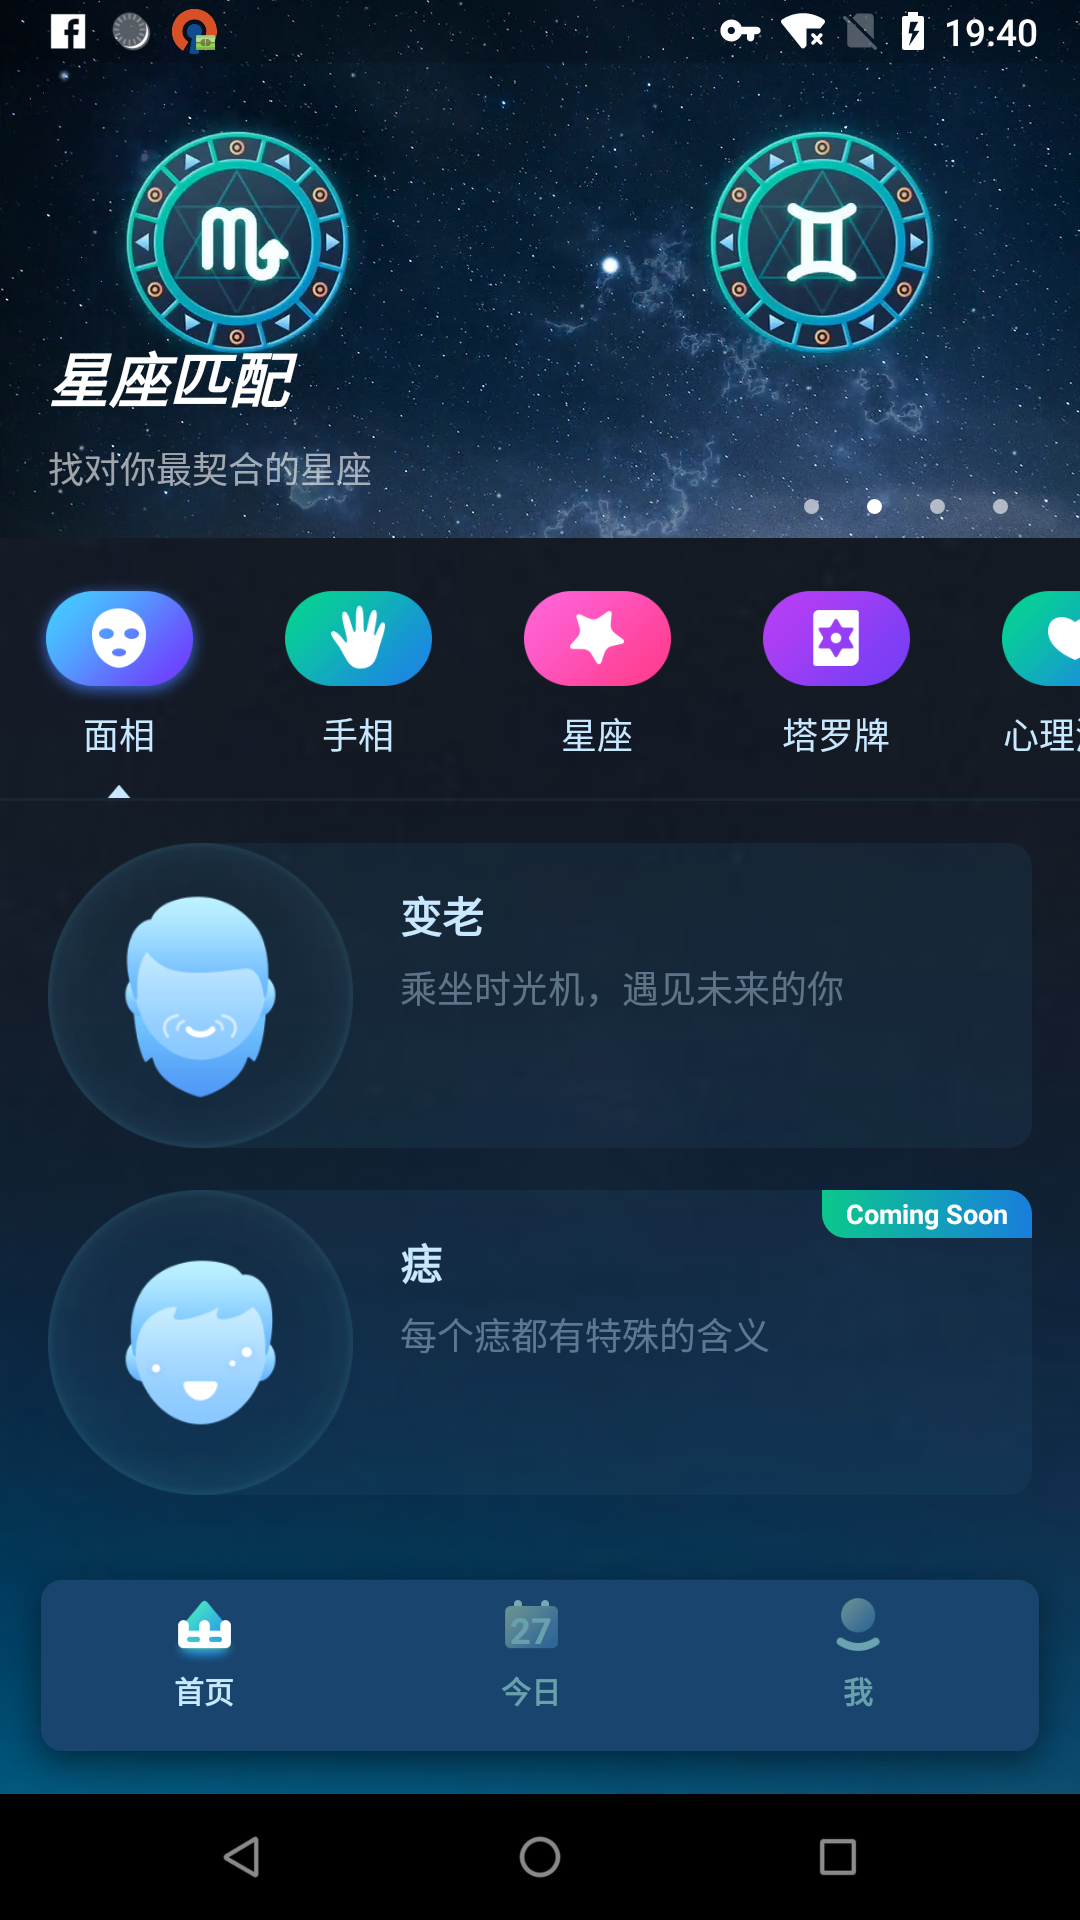 19:40
星座匹配
找对你最契合的星座
面相
手相
星座
塔罗牌
心理
变老
乘坐时光机，遇见未来的你
Coming Soon
痣
每个痣都有特殊的含义
27
首页
今日
我